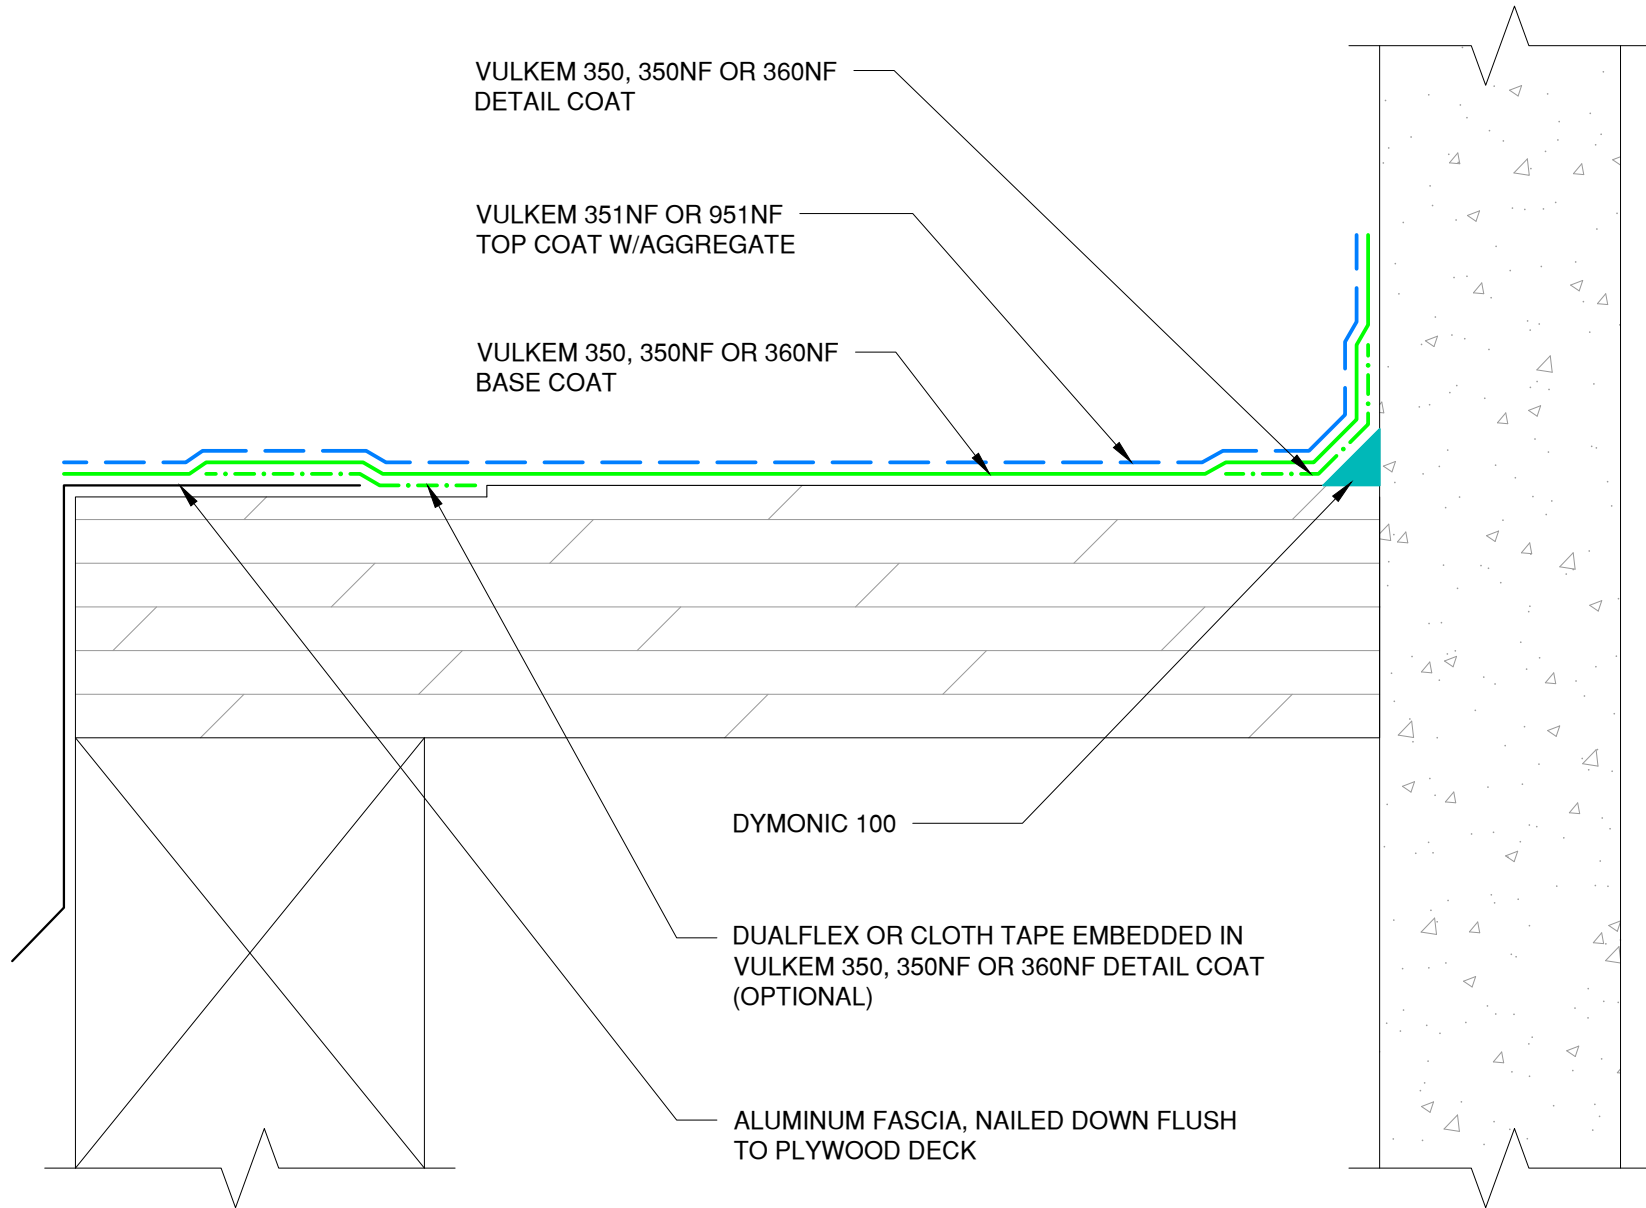 VULKEM 350, 350NF OR 360NF
DETAIL COAT
VULKEM 351NF OR 951NF
TOP COAT W/AGGREGATE
VULKEM 350, 350NF OR 360NF
BASE COAT
DYMONIC 100
DUALFLEX OR CLOTH TAPE EMBEDDED IN
VULKEM 350, 350NF OR 360NF DETAIL COAT
(OPTIONAL)
ALUMINUM FASCIA, NAILED DOWN FLUSH
TO PLYWOOD DECK